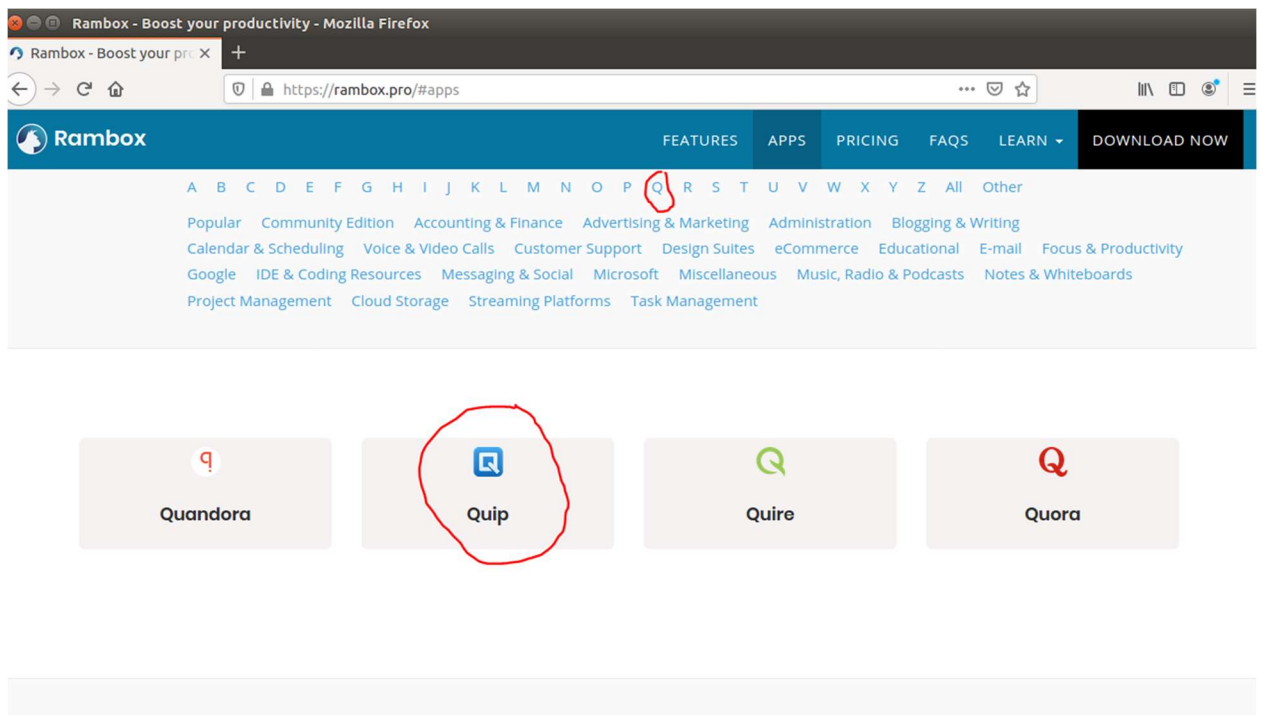 Rambox - Boost your productivity - Mozilla Firefox
Rambox - Boost your pro
https://rambox.pro/#apps
Rambox FEATURES APPS PRICING FAQS LEARN DOWNLOAD NOW
A B C D E F G H I J K L M N O P Q R S T U V W X Y Z All Other
Popular Community Edition Accounting & Finance Advertising & Marketing Administration Blogging & Writing
Calendar & Scheduling Voice & Video Calls Customer Support Design Suites eCommerce Educational E-mail Focus & Productivity
Google IDE & Coding Resources Messaging & Social Microsoft Miscellaneous Music, Radio & Podcasts Notes & Whiteboards
Project Management Cloud Storage Streaming Platforms Task Management
Quandora Quip Quire Quora